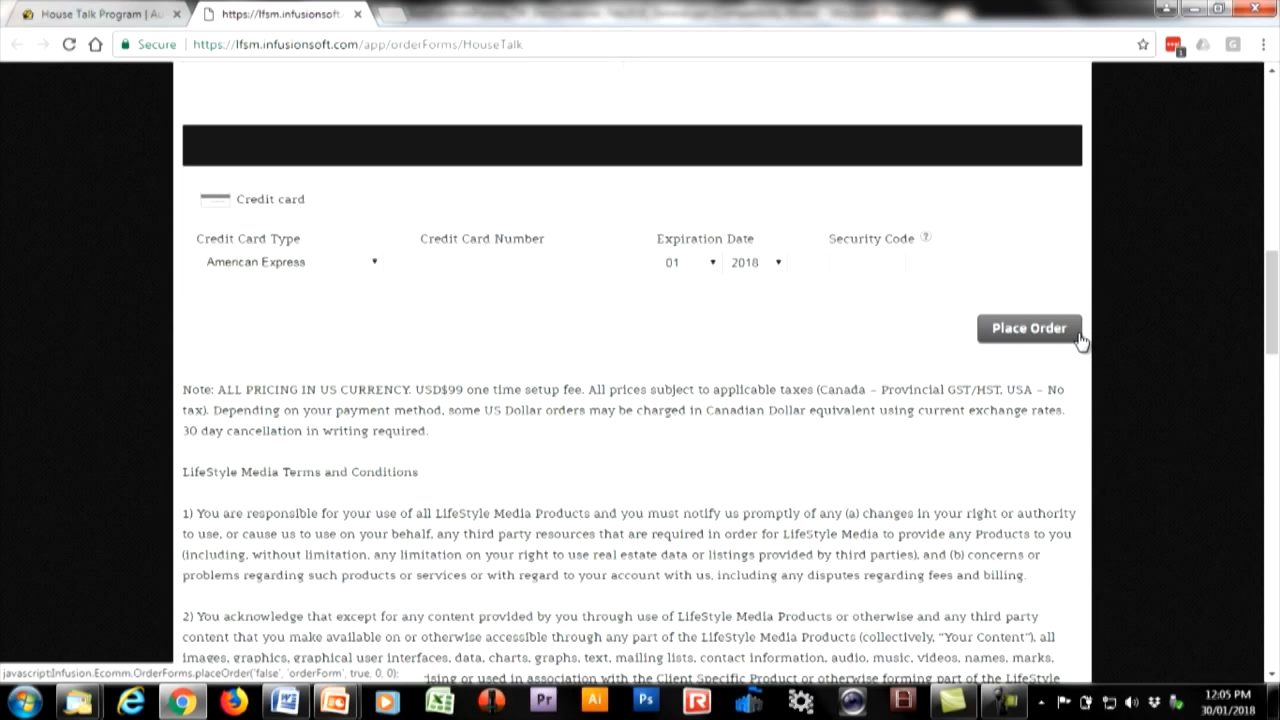 House Talk Program | Au
https://lfsm.infusionsoft.
Secure
https://lfsm.infusionsoft.com/app/orderForms/HouseTalk
Credit card
Credit Card Type
Credit Card Number
Expiration Date
Security Code ?
American Express
01
2018
Place Order
Note: ALL PRICING IN US CURRENCY. USD$99 one time setup fee. All prices subject to applicable taxes (Canada - Provincial GST/HST, USA - No
tax). Depending on your payment method, some US Dollar orders may be charged in Canadian Dollar equivalent using current exchange rates.
30 day cancellation in writing required.
LifeStyle Media Terms and Conditions
1) You are responsible for your use of all LifeStyle Media Products and you must notify us promptly of any (a) changes in your right or authority
to use, or cause us to use on your behalf, any third party resources that are required in order for LifeStyle Media to provide any Products to you
(including, without limitation, any limitation on your right to use real estate data or listings provided by third parties), and (b) concerns or
problems regarding such products or services or with regard to your account with us, including any disputes regarding fees and billing.
2) You acknowledge that except for any content provided by you through use of LifeStyle Media Products or otherwise and any third party
content that you make available on or otherwise accessible through any part of the LifeStyle Media Products (collectively, "Your Content"), all
images, graphics, graphical user interfaces, data, charts, graphs, text, mailing lists, contact information, audio, music, videos, names, marks,
javascript:Infusion.Ecomm.OrderForms.placeOrder('false', 'orderForm', true, 0, 0);
ising or used in association with the Client Specific Product or otherwise forming part of the LifeStyle
Pr
Ai
Ps
12:05 PM
30/01/2018